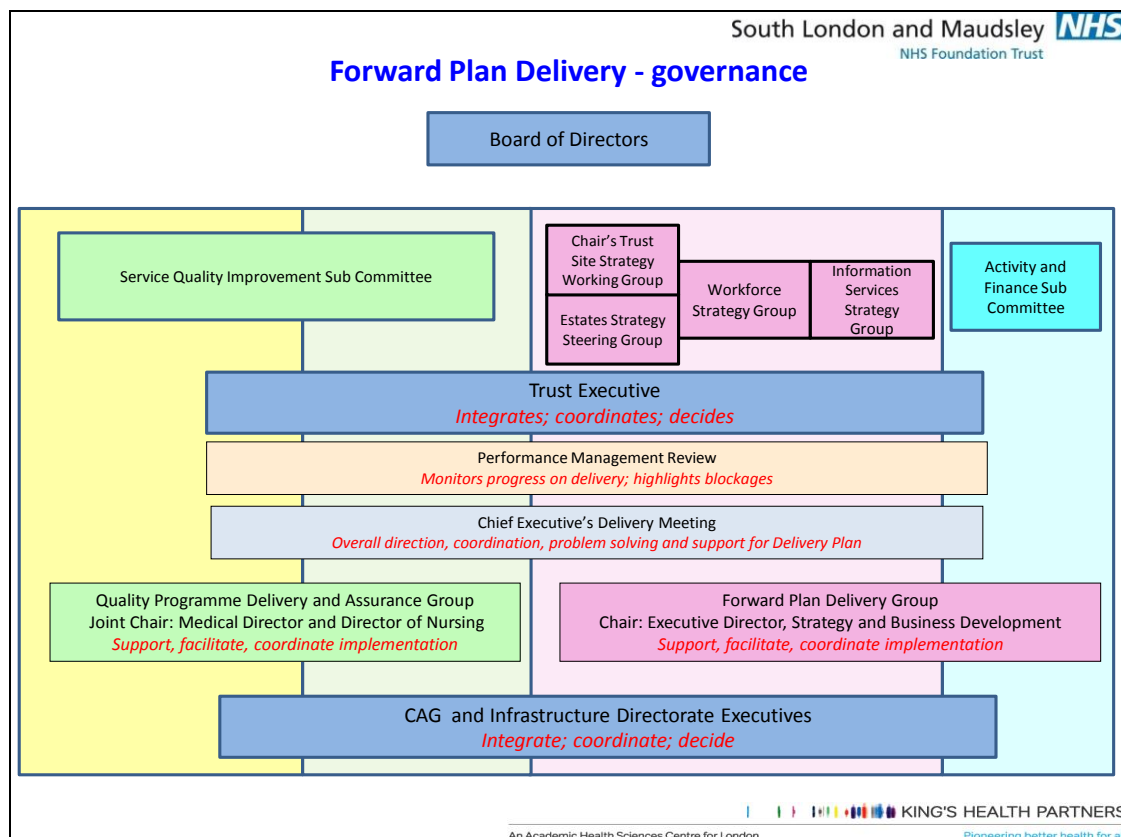 South London and Maudsley NHS
NHS Foundation Trust
Forward Plan Delivery - governance
Board of Directors
Service Quality Improvement Sub Committee
Chair's Trust
Site Strategy
Working Group
Estates Strategy
Steering Group
Workforce
Strategy Group
Information
Services
Strategy
Group
Activity and
Finance Sub
Committee
Trust Executive
Integrates; coordinates; decides
Performance Management Review
Monitors progress on delivery; highlights blockages
Chief Executive's Delivery Meeting
Overall direction, coordination, problem solving and support for Delivery Plan
Quality Programme Delivery and Assurance Group
Joint Chair: Medical Director and Director of Nursing
Support, facilitate, coordinate implementation
Forward Plan Delivery Group
Chair: Executive Director, Strategy and Business Development
Support, facilitate, coordinate implementation
CAG and Infrastructure Directorate Executives
Integrate; coordinate; decide
KING'S HEALTH PARTNERS
An Academic Health Sciences Centre for London
Pioneering better health for a